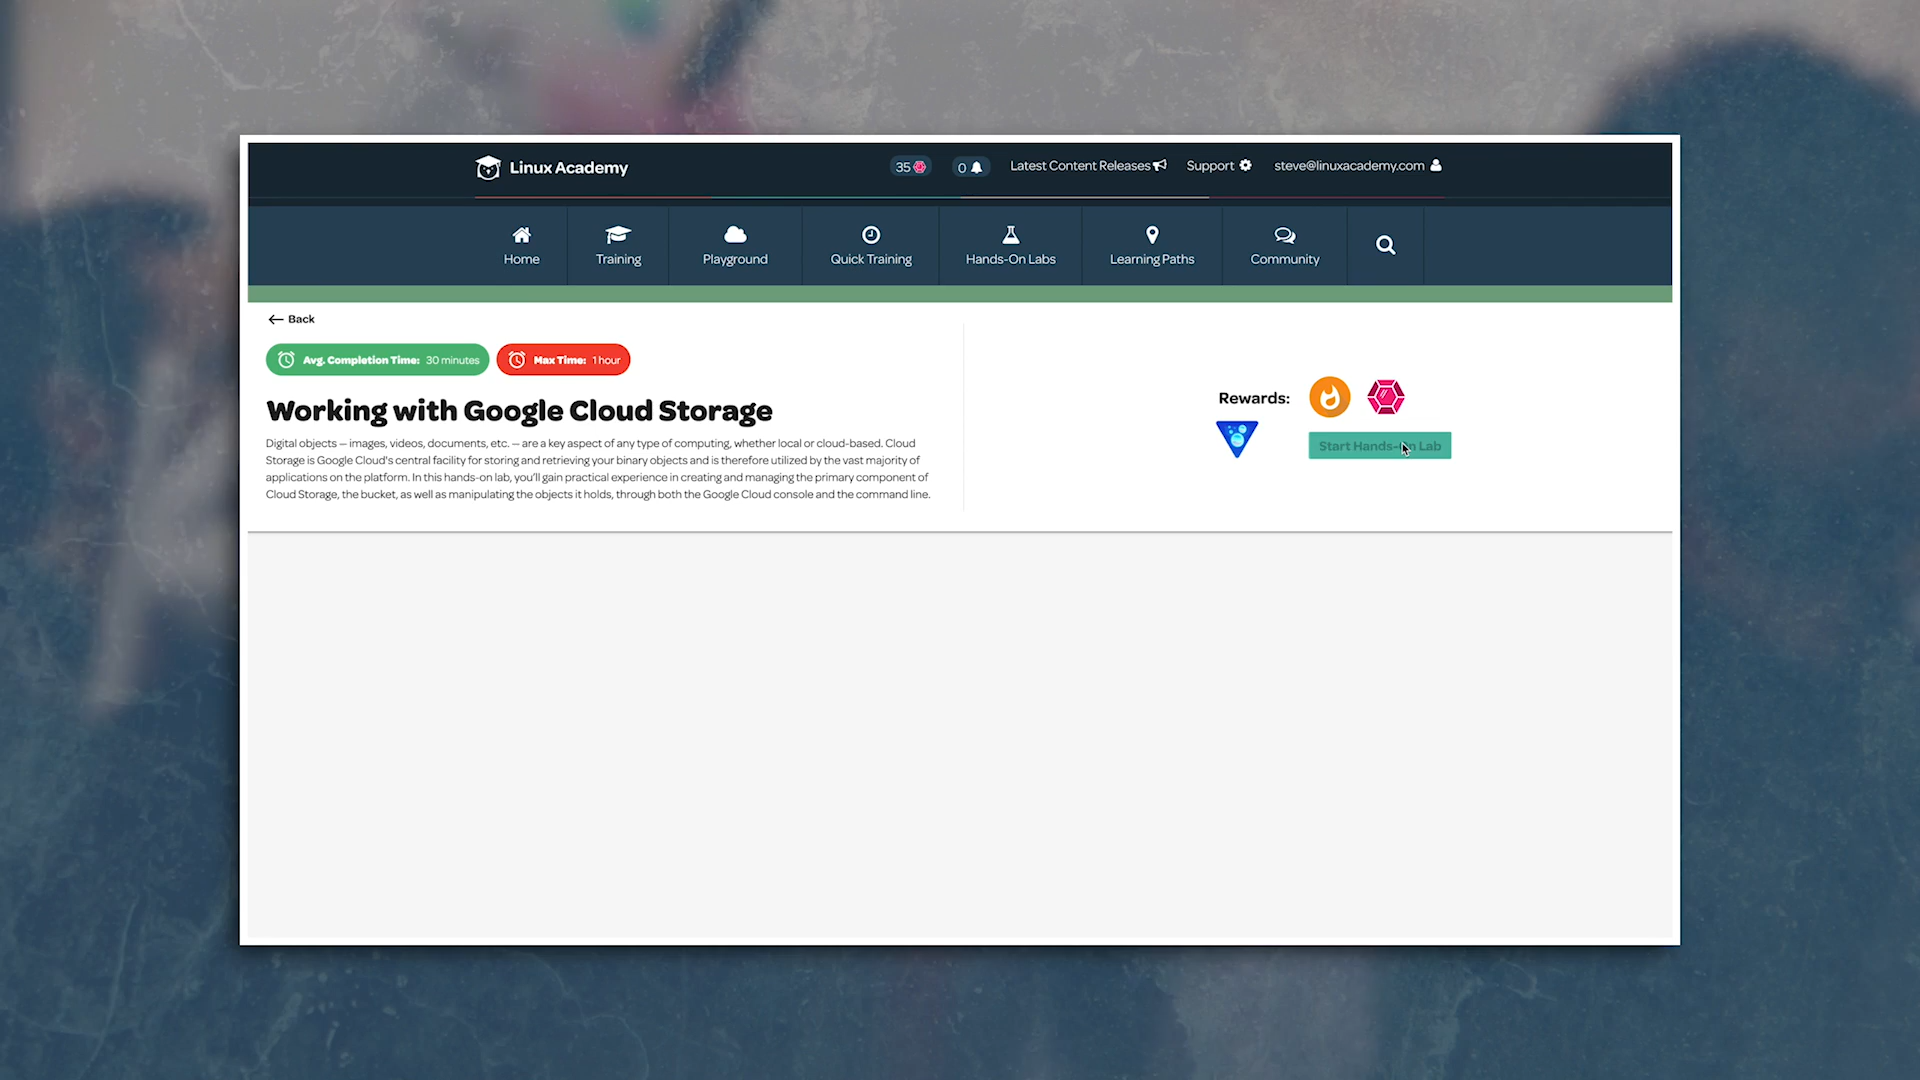 Linux Academy
35
0
Latest Content Releases
Support
steve@linuxacademy.com
Home
Training
Playground
Quick Training
Hands-On Labs
Learning Paths
Community
Back
Avg. Completion Time: 30 minutes
Max Time: 1 hour
Working with Google Cloud Storage
Digital objects — images, videos, documents, etc. — are a key aspect of any type of computing, whether local or cloud-based. Cloud
Storage is Google Cloud's central facility for storing and retrieving your binary objects and is therefore utilized by the vast majority of
applications on the platform. In this hands-on lab, you'll gain practical experience in creating and managing the primary component of
Cloud Storage, the bucket, as well as manipulating the objects it holds, through both the Google Cloud console and the command line.
Rewards:
Start Hands-On Lab